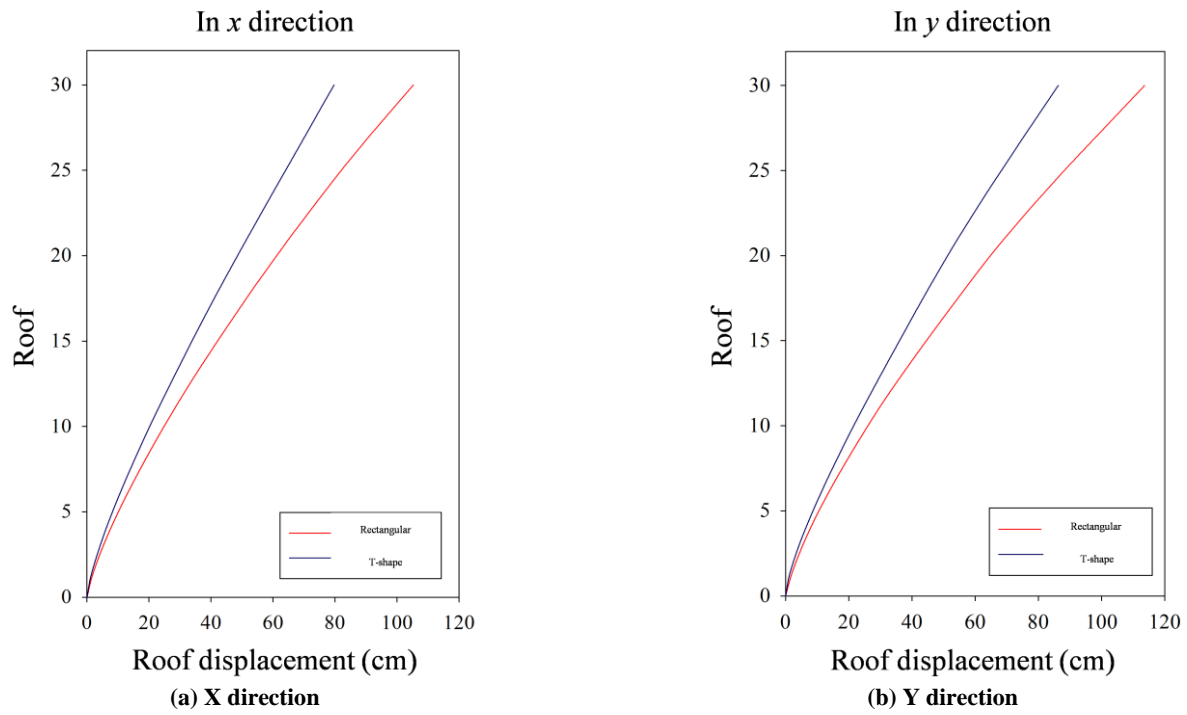 In x direction
30
25
20
15
10
5
0
Roof
Rectangular
T-shape
0 20 40 60 80 100 120
Roof displacement (cm)
(a) X direction
In y direction
30
25
20
15
10
5
0
Roof
Rectangular
T-shape
0 20 40 60 80 100 120
Roof displacement (cm)
(b) Y direction